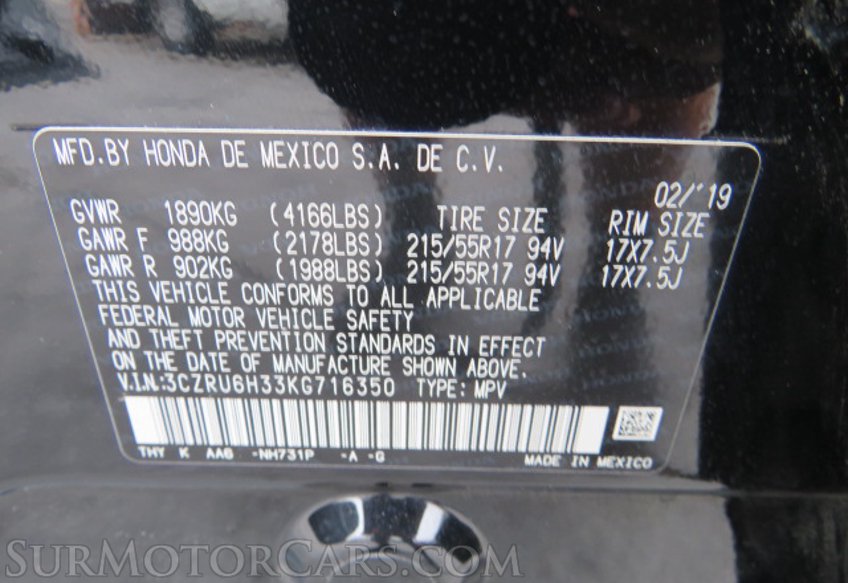 MFD.BY HONDA DE MEXICO S.A. DE C.V.
02/'19
GVWR 1890KG (4166LBS) TIRE SIZE RIM SIZE
GAWR F 988KG (2178LBS) 215/55R17 94V 17X7.5J
GAWR R 902KG (1988LBS) 215/55R17 94V 17X7.5J
THIS VEHICLE CONFORMS TO ALL APPLICABLE
FEDERAL MOTOR VEHICLE SAFETY
AND THEFT PREVENTION STANDARDS IN EFFECT
ON THE DATE OF MANUFACTURE SHOWN ABOVE.
V.I.N:3CZRU6H33KG716350 TYPE: MPV
THY K AA6 -NH731P -A -G
MADE IN MEXICO
SURMOTORCARS.COM